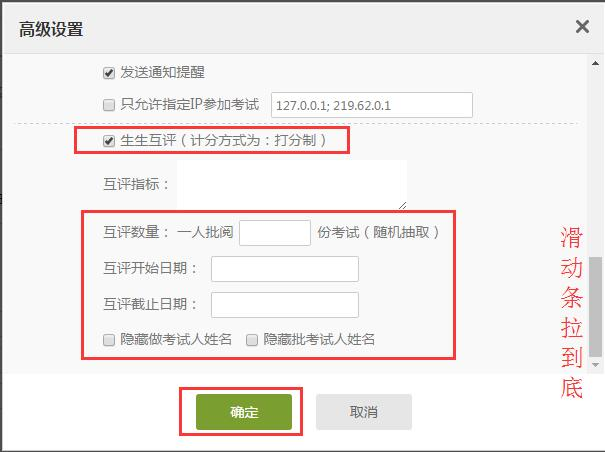 高级设置
发送通知提醒
只允许指定IP参加考试 127.0.0.1; 219.62.0.1
生生互评（计分方式为：打分制）
互评指标：
互评数量： 一人批阅 份考试（随机抽取）
互评开始日期：
互评截止日期：
隐藏做考试人姓名 隐藏批考试人姓名
滑动条拉到底
确定 取消